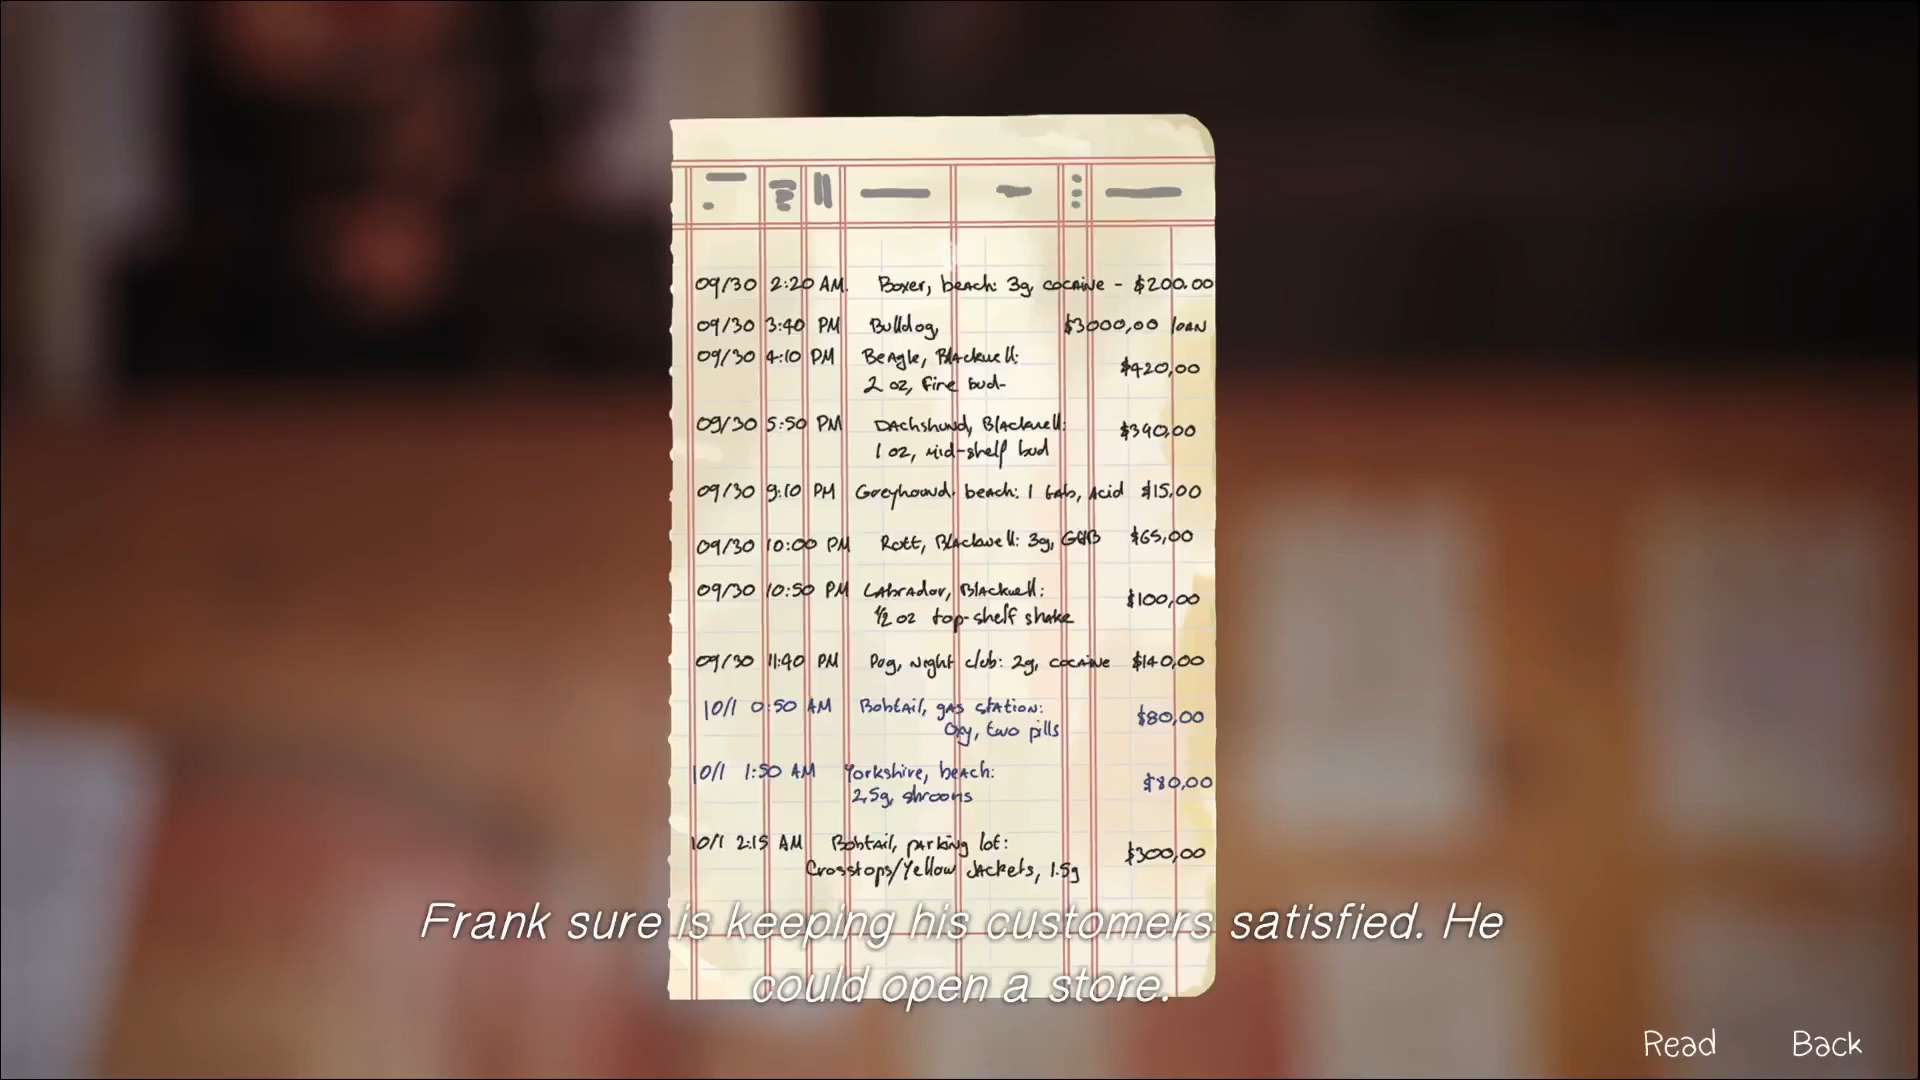 09/30 2:20 AM. Boxer, beach: 3g, cocaine - $200.00
09/30 3:40 PM Bulldog, $3000,00 loan
09/30 4:10 PM Beagle, Blackwell:
2 oz, fine bud- $420,00
09/30 5:50 PM Dachshund, Blackwell:
1 oz, mid-shelf bud $340,00
09/30 9:10 PM Greyhound, beach: 1 tab, acid $15,00
09/30 10:00 PM Rott, Blackwell: 3g, GHB $65,00
09/30 10:50 PM Labrador, Blackwell:
1/2 oz top-shelf shake $100,00
09/30 11:40 PM Pog, night club: 2g, cocaine $140,00
10/1 0:50 AM Bobtail, gas station:
Oxy, two pills $80,00
10/1 1:50 AM Yorkshire, beach:
2,5g, shrooms $80,00
10/1 2:15 AM Bobtail, parking lot:
Crosstops/Yellow Jackets, 1.5g $300,00
Frank sure is keeping his customers satisfied. He
could open a store.
Read Back